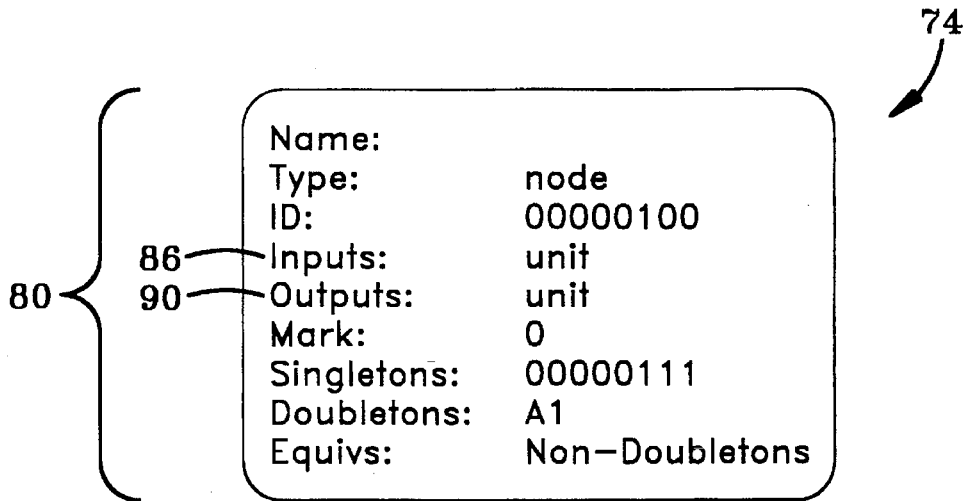 74
Name:
Type: node
ID: 00000100
86 Inputs: unit
80 90 Outputs: unit
Mark: 0
Singletons: 00000111
Doubletons: A1
Equivs: Non-Doubletons